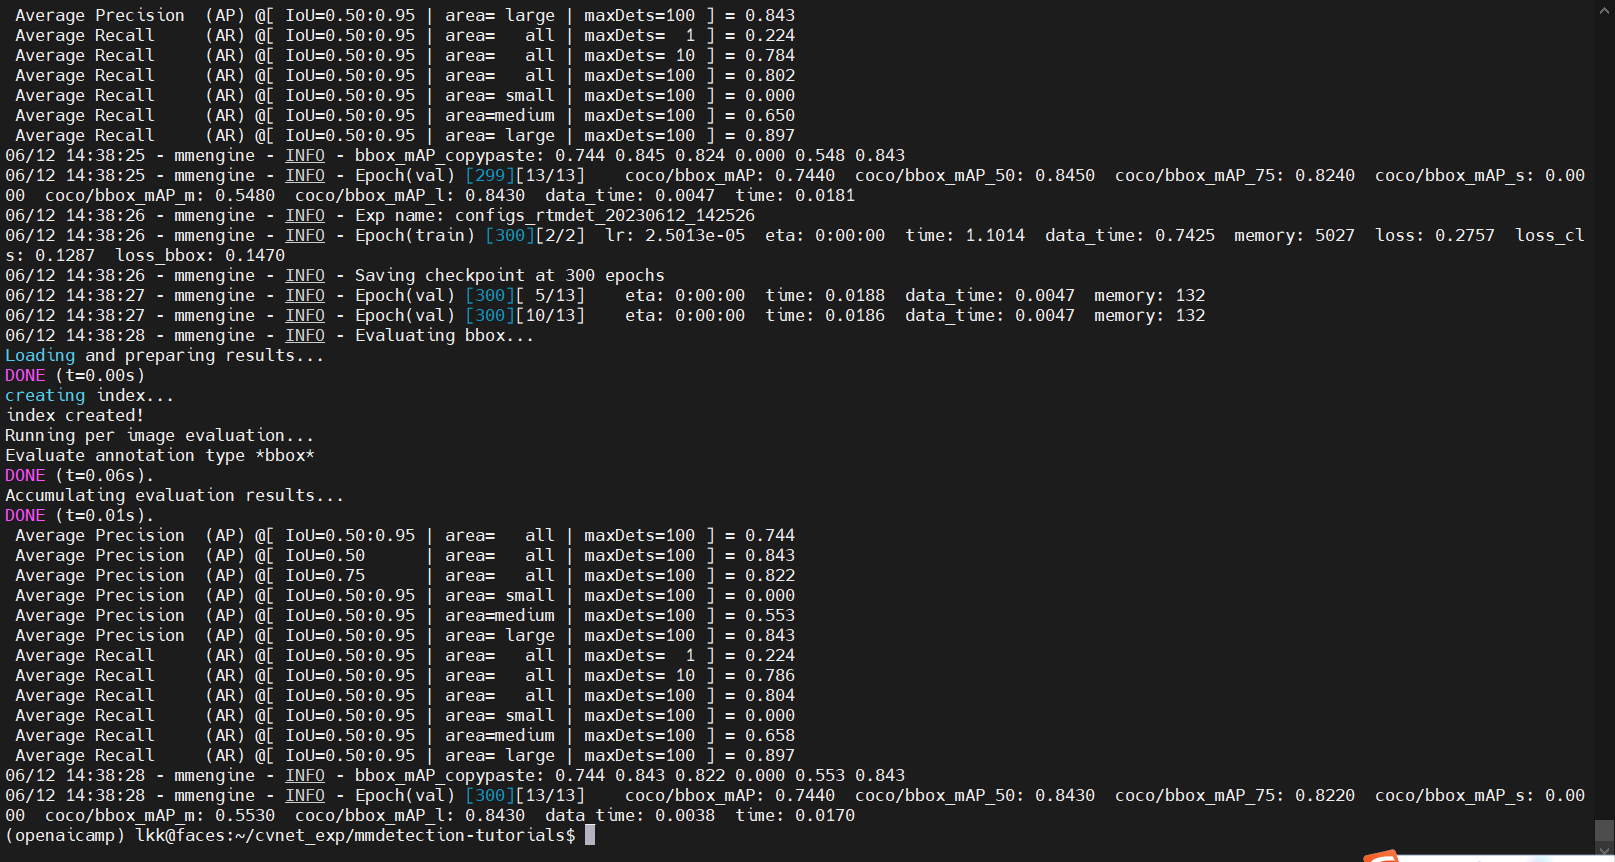 Average Precision  (AP) @[ IoU=0.50:0.95 | area= large | maxDets=100 ] = 0.843
Average Recall     (AR) @[ IoU=0.50:0.95 | area=   all | maxDets=  1 ] = 0.224
Average Recall     (AR) @[ IoU=0.50:0.95 | area=   all | maxDets= 10 ] = 0.784
Average Recall     (AR) @[ IoU=0.50:0.95 | area=   all | maxDets=100 ] = 0.802
Average Recall     (AR) @[ IoU=0.50:0.95 | area= small | maxDets=100 ] = 0.000
Average Recall     (AR) @[ IoU=0.50:0.95 | area=medium | maxDets=100 ] = 0.650
Average Recall     (AR) @[ IoU=0.50:0.95 | area= large | maxDets=100 ] = 0.897
06/12 14:38:25 - mmengine - INFO - bbox_mAP_copypaste: 0.744 0.845 0.824 0.000 0.548 0.843
06/12 14:38:25 - mmengine - INFO - Epoch(val) [299][13/13]    coco/bbox_mAP: 0.7440  coco/bbox_mAP_50: 0.8450  coco/bbox_mAP_75: 0.8240  coco/bbox_mAP_s: 0.00
00  coco/bbox_mAP_m: 0.5480  coco/bbox_mAP_l: 0.8430  data_time: 0.0047  time: 0.0181
06/12 14:38:26 - mmengine - INFO - Exp name: configs_rtmdet_20230612_142526
06/12 14:38:26 - mmengine - INFO - Epoch(train) [300][2/2]  lr: 2.5013e-05  eta: 0:00:00  time: 1.1014  data_time: 0.7425  memory: 5027  loss: 0.2757  loss_cl
s: 0.1287  loss_bbox: 0.1470
06/12 14:38:26 - mmengine - INFO - Saving checkpoint at 300 epochs
06/12 14:38:27 - mmengine - INFO - Epoch(val) [300][ 5/13]    eta: 0:00:00  time: 0.0188  data_time: 0.0047  memory: 132
06/12 14:38:27 - mmengine - INFO - Epoch(val) [300][10/13]    eta: 0:00:00  time: 0.0186  data_time: 0.0047  memory: 132
06/12 14:38:28 - mmengine - INFO - Evaluating bbox...
Loading and preparing results...
DONE (t=0.00s)
creating index...
index created!
Running per image evaluation...
Evaluate annotation type *bbox*
DONE (t=0.06s).
Accumulating evaluation results...
DONE (t=0.01s).
Average Precision  (AP) @[ IoU=0.50:0.95 | area=   all | maxDets=100 ] = 0.744
Average Precision  (AP) @[ IoU=0.50      | area=   all | maxDets=100 ] = 0.843
Average Precision  (AP) @[ IoU=0.75      | area=   all | maxDets=100 ] = 0.822
Average Precision  (AP) @[ IoU=0.50:0.95 | area= small | maxDets=100 ] = 0.000
Average Precision  (AP) @[ IoU=0.50:0.95 | area=medium | maxDets=100 ] = 0.553
Average Precision  (AP) @[ IoU=0.50:0.95 | area= large | maxDets=100 ] = 0.843
Average Recall     (AR) @[ IoU=0.50:0.95 | area=   all | maxDets=  1 ] = 0.224
Average Recall     (AR) @[ IoU=0.50:0.95 | area=   all | maxDets= 10 ] = 0.786
Average Recall     (AR) @[ IoU=0.50:0.95 | area=   all | maxDets=100 ] = 0.804
Average Recall     (AR) @[ IoU=0.50:0.95 | area= small | maxDets=100 ] = 0.000
Average Recall     (AR) @[ IoU=0.50:0.95 | area=medium | maxDets=100 ] = 0.658
Average Recall     (AR) @[ IoU=0.50:0.95 | area= large | maxDets=100 ] = 0.897
06/12 14:38:28 - mmengine - INFO - bbox_mAP_copypaste: 0.744 0.843 0.822 0.000 0.553 0.843
06/12 14:38:28 - mmengine - INFO - Epoch(val) [300][13/13]    coco/bbox_mAP: 0.7440  coco/bbox_mAP_50: 0.8430  coco/bbox_mAP_75: 0.8220  coco/bbox_mAP_s: 0.00
00  coco/bbox_mAP_m: 0.5530  coco/bbox_mAP_l: 0.8430  data_time: 0.0038  time: 0.0170
(openaicamp) lkk@faces:~/cvnet_exp/mmdetection-tutorials$